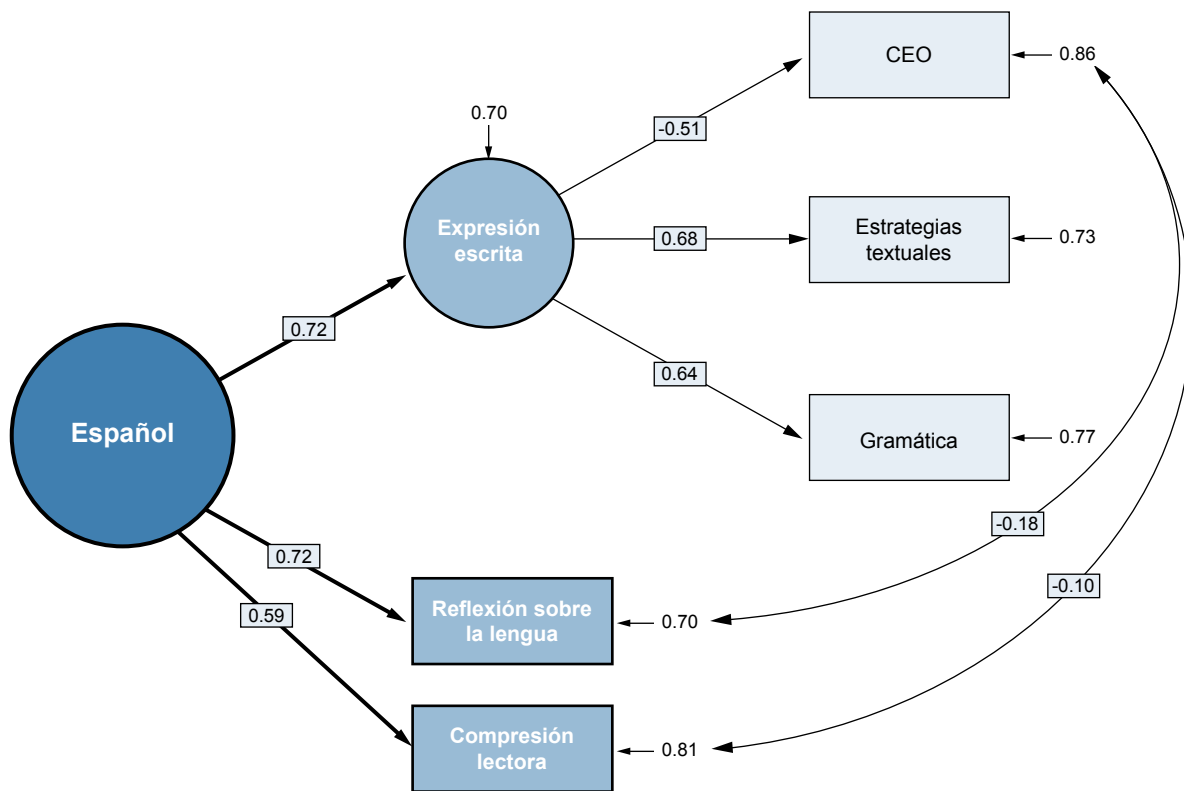 CEO
0.86
0.70
-0.51
Expresión
escrita
0.68
Estrategias
textuales
0.73
0.72
0.64
Español
Gramática
0.77
-0.18
0.72
-0.10
0.59
Reflexión sobre
la lengua
0.70
Compresión
lectora
0.81